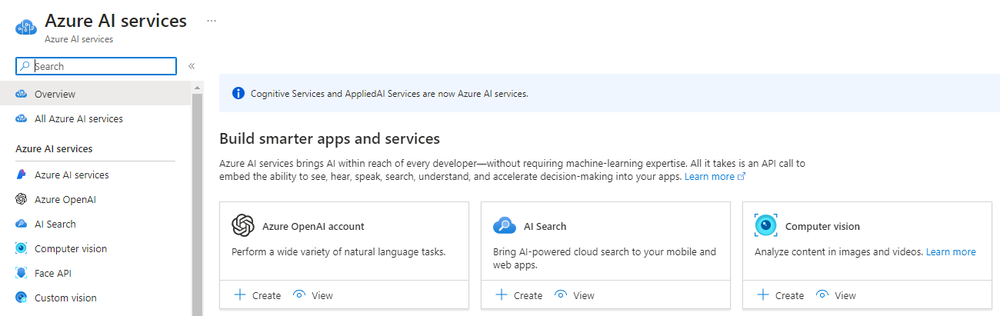 Azure AI services
...
Azure AI services
Search
«
Overview
All Azure AI services
Azure AI services
Azure AI services
Azure OpenAI
AI Search
Computer vision
Face API
Custom vision
Cognitive Services and AppliedAI Services are now Azure AI services.
Build smarter apps and services
Azure AI services brings AI within reach of every developer—without requiring machine-learning expertise. All it takes is an API call to
embed the ability to see, hear, speak, search, understand, and accelerate decision-making into your apps. Learn more
Azure OpenAI account
Perform a wide variety of natural language tasks.
Create View
AI Search
Bring AI-powered cloud search to your mobile and
web apps.
Create View
Computer vision
Analyze content in images and videos. Learn more
Create View